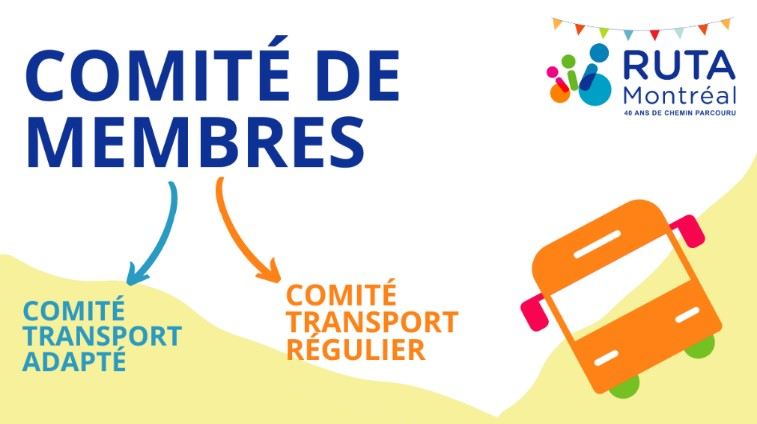 COMITÉ DE
MEMBRES
RUTA
Montréal
40 ANS DE CHEMIN PARCOURU
COMITÉ
TRANSPORT
ADAPTÉ
COMITÉ
TRANSPORT
RÉGULIER